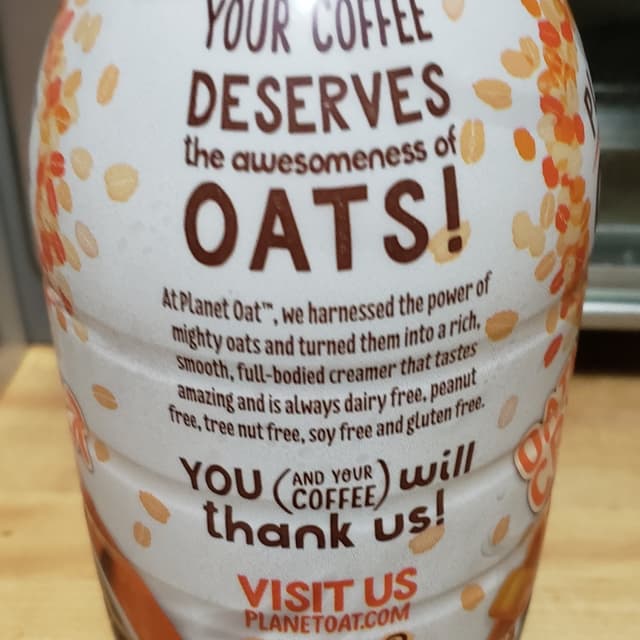 YOUR COFFEE
DESERVES
the awesomeness of
OATS!
At Planet Oat™, we harnessed the power of
mighty oats and turned them into a rich,
smooth, full-bodied creamer that tastes
amazing and is always dairy free, peanut
free, tree nut free, soy free and gluten free.
YOU (AND YOUR COFFEE) will
thank us!
VISIT US
PLANETOAT.COM